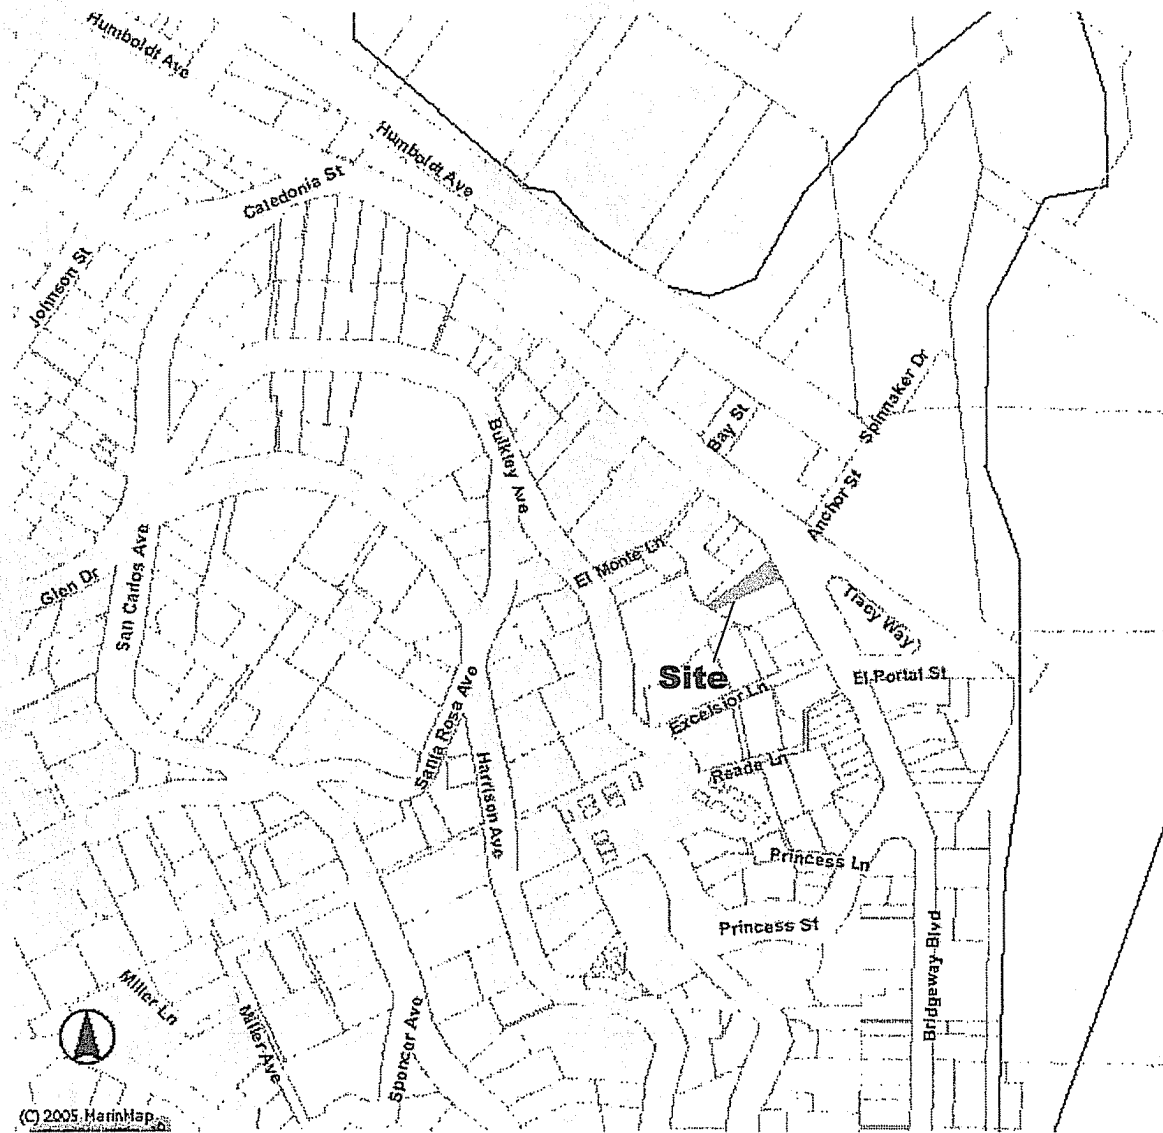 Humboldt Ave
Humboldt Ave
Caledonia St
Johnson St
Spinnaker Dr
Bay St
Bulkley Ave
Anchor St
El Monte Ln
Glen Dr
San Carlos Ave
Tracy Way
Site
El Portal St
Excelsior Ln
Santa Rosa Ave
Reade Ln
Harrison Ave
Princess Ln
Princess St
Bridgeway Blvd
Miller Ln
Miller Ave
Spencer Ave
(C) 2005 MarinMap